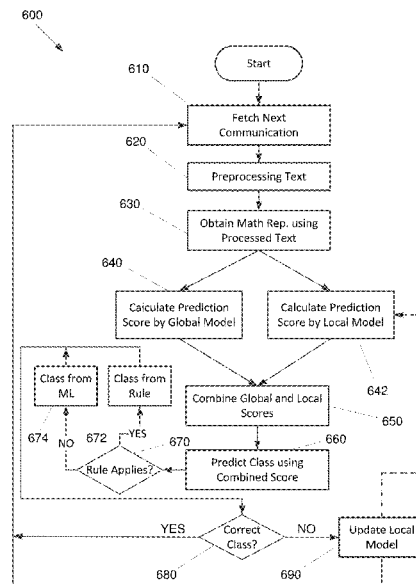 600
Start
610
Fetch Next
Communication
620
Preprocessing Text
630
Obtain Math Rep. using
Processed Text
640
Calculate Prediction
Score by Global Model
Calculate Prediction
Score by Local Model
642
Class from
ML
Class from
Rule
Combine Global and Local
Scores
650
674
NO
672
YES
670
660
Rule Applies?
Predict Class using
Combined Score
YES
Correct
Class?
NO
Update Local
Model
680
690